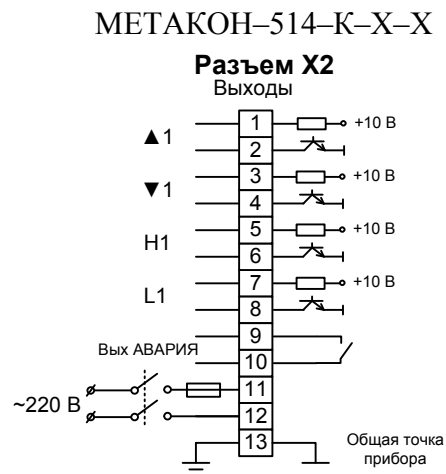 МЕТАКОН–514–К–Х–Х
Разъем X2
Выходы
1 +10 В
▲1
2
3 +10 В
▼1
4
5 +10 В
H1
6
7 +10 В
L1
8
9
Вых АВАРИЯ
10
11
~220 В
12
13
Общая точка
прибора